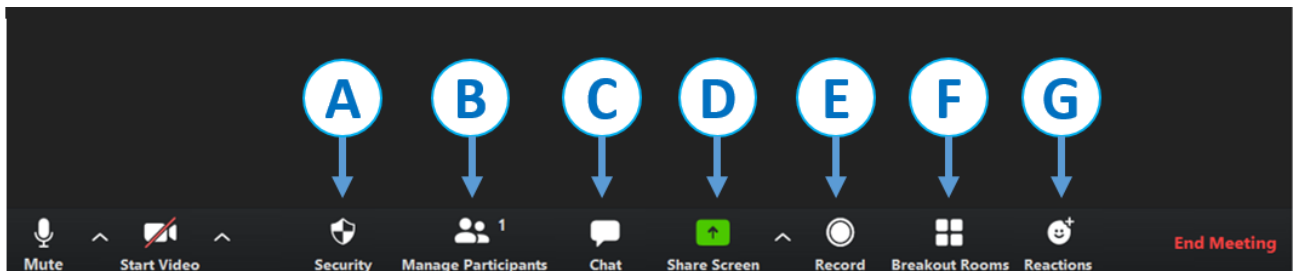 A B C D E F G
1
Mute Start Video Security Manage Participants Chat Share Screen Record Breakout Rooms Reactions End Meeting